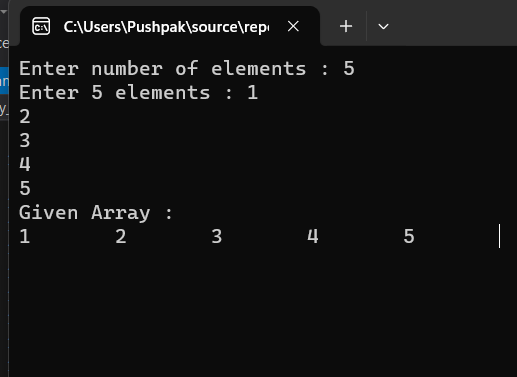 C:\Users\Pushpak\source\rep
Enter number of elements : 5
Enter 5 elements : 1
2
3
4
5
Given Array :
1 2 3 4 5